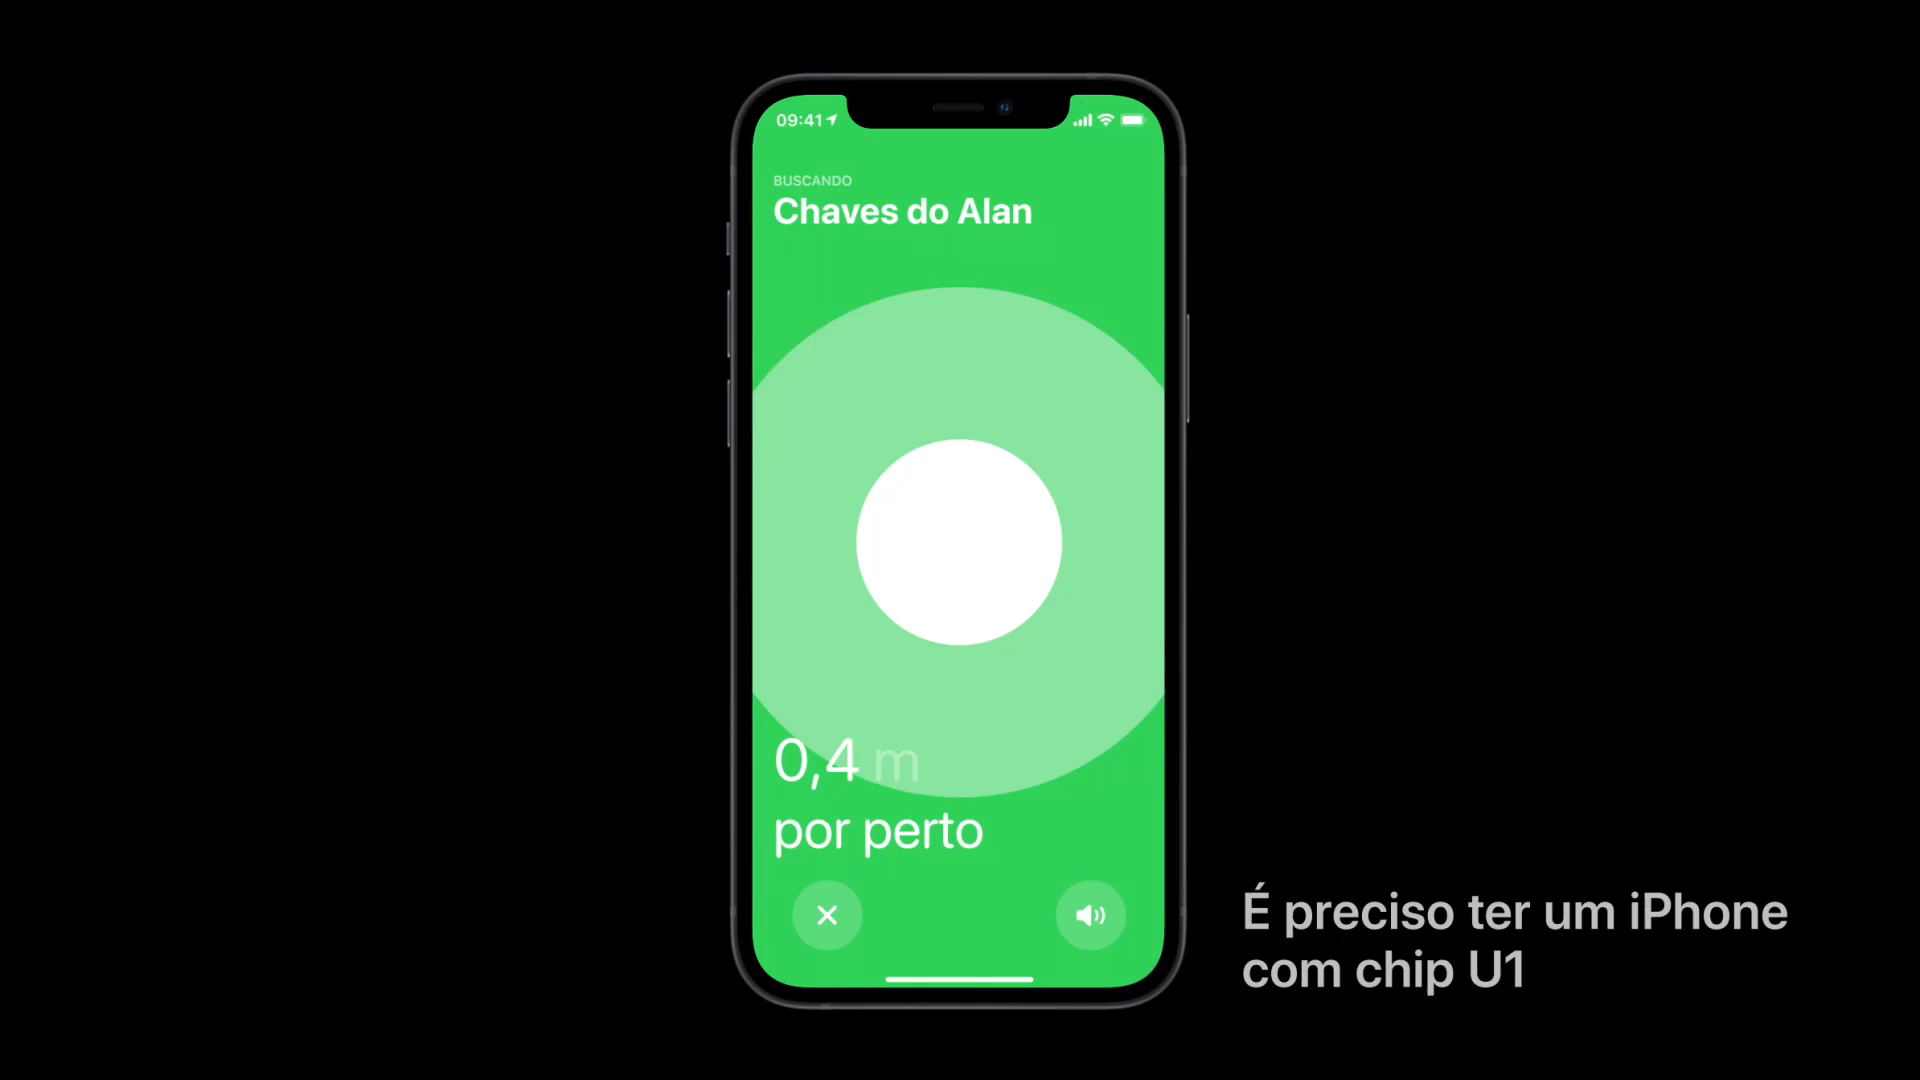 09:41
BUSCANDO
Chaves do Alan
0,4 m
por perto
É preciso ter um iPhone
com chip U1